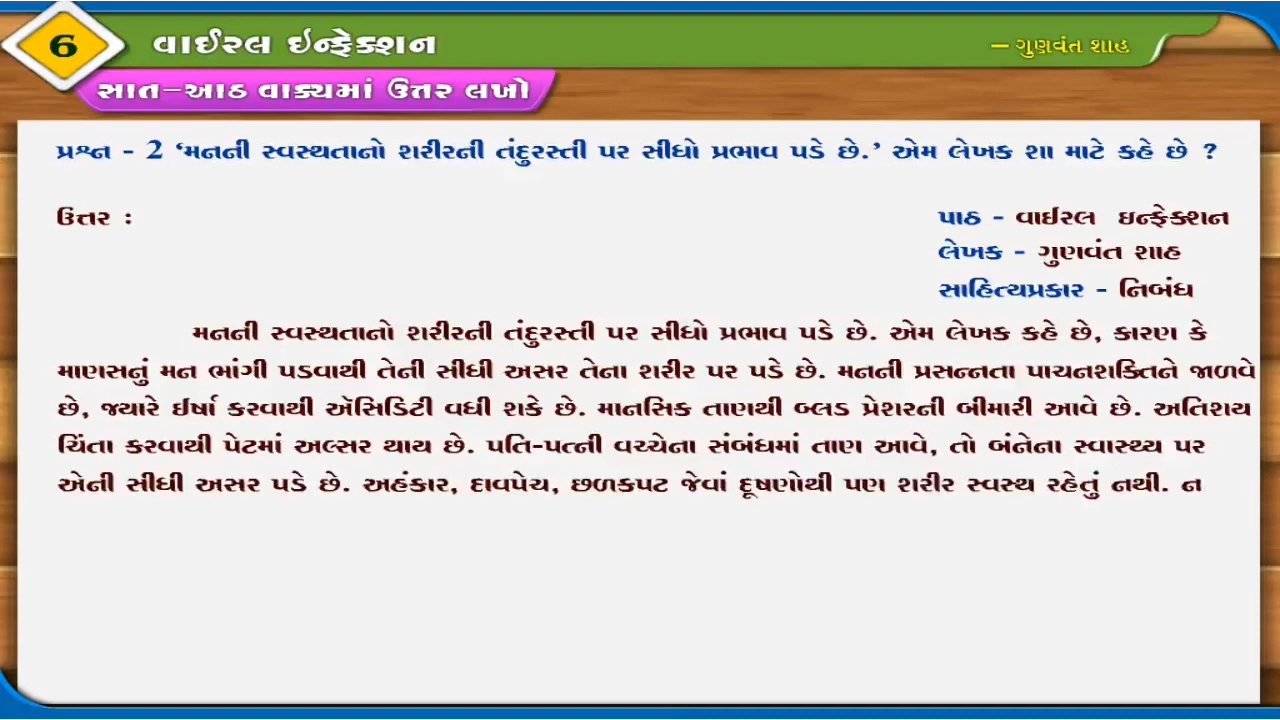 6 વાઈરલ ઇન્ફેક્શન
– ગુણવંત શાહ
સાત-આઠ વાક્યમાં ઉત્તર લખો
પ્રશ્ન - 2 ‘મનની સ્વસ્થતાનો શરીરની તંદુરસ્તી પર સીધો પ્રભાવ પડે છે.’ એમ લેખક શા માટે કહે છે ?
ઉત્તર :
પાઠ - વાઈરલ ઇન્ફેક્શન
લેખક - ગુણવંત શાહ
સાહિત્યપ્રકાર - નિબંધ
મનની સ્વસ્થતાનો શરીરની તંદુરસ્તી પર સીધો પ્રભાવ પડે છે. એમ લેખક કહે છે, કારણ કે
માણસનું મન ભાંગી પડવાથી તેની સીધી અસર તેના શરીર પર પડે છે. મનની પ્રસન્નતા પાચનશક્તિને જાળવે
છે, જ્યારે ઈર્ષા કરવાથી ઍસિડિટી વધી શકે છે. માનસિક તાણથી બ્લડ પ્રેશરની બીમારી આવે છે. અતિશય
ચિંતા કરવાથી પેટમાં અલ્સર થાય છે. પતિ-પત્ની વચ્ચેના સંબંધમાં તાણ આવે, તો બંનેના સ્વાસ્થ્ય પર
એની સીધી અસર પડે છે. અહંકાર, દાવપેચ, છળકપટ જેવાં દૂષણોથી પણ શરીર સ્વસ્થ રહેતું નથી. ન